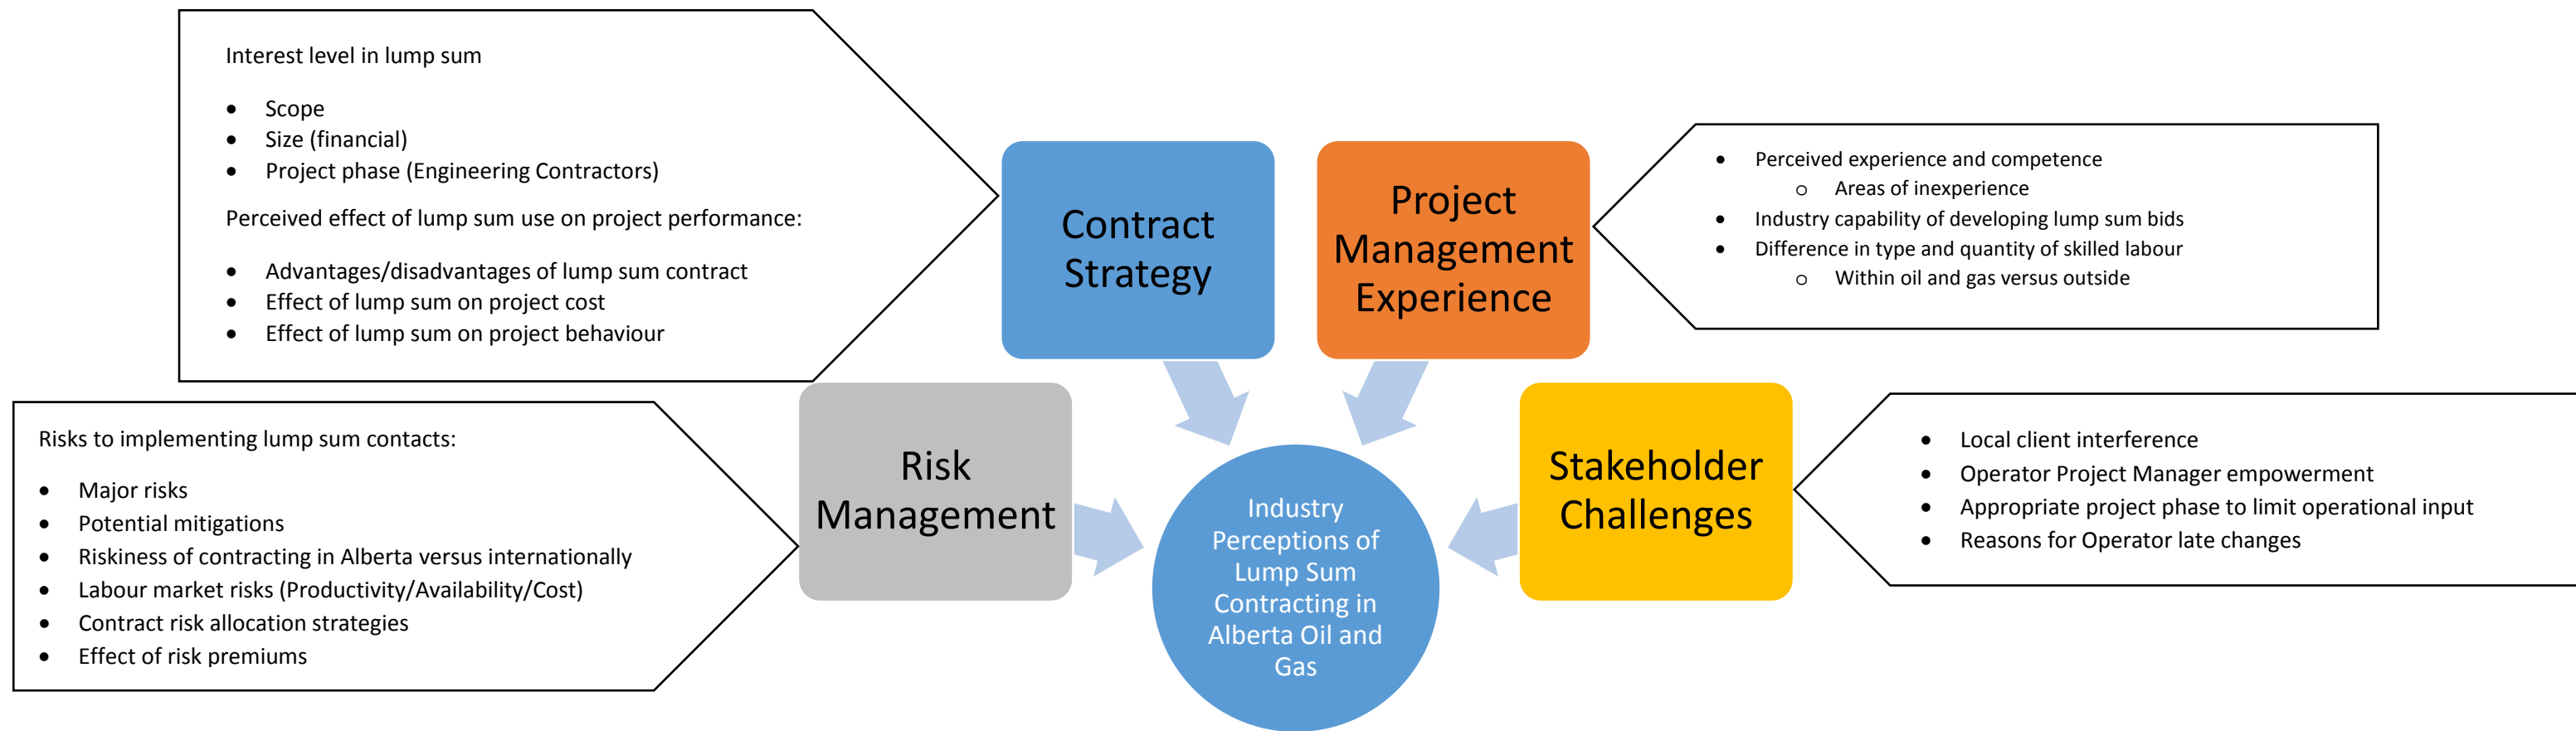 Interest level in lump sum
• Scope
• Size (financial)
• Project phase (Engineering Contractors)
Perceived effect of lump sum use on project performance:
• Advantages/disadvantages of lump sum contract
• Effect of lump sum on project cost
• Effect of lump sum on project behaviour
Contract
Strategy
Project
Management
Experience
• Perceived experience and competence
o Areas of inexperience
• Industry capability of developing lump sum bids
• Difference in type and quantity of skilled labour
o Within oil and gas versus outside
Risks to implementing lump sum contacts:
• Major risks
• Potential mitigations
• Riskiness of contracting in Alberta versus internationally
• Labour market risks (Productivity/Availability/Cost)
• Contract risk allocation strategies
• Effect of risk premiums
Risk
Management
Industry
Perceptions of
Lump Sum
Contracting in
Alberta Oil and
Gas
Stakeholder
Challenges
• Local client interference
• Operator Project Manager empowerment
• Appropriate project phase to limit operational input
• Reasons for Operator late changes